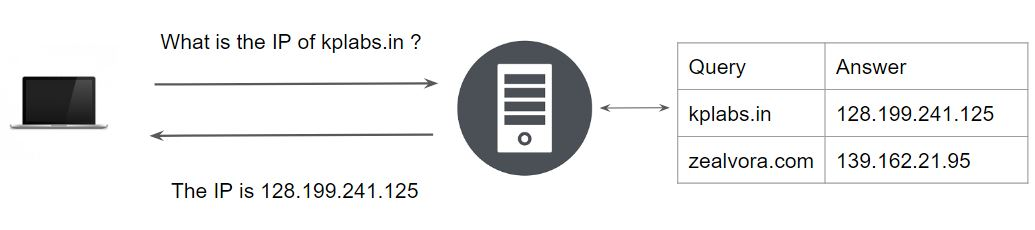 What is the IP of kplabs.in ?
The IP is 128.199.241.125
Query Answer
kplabs.in 128.199.241.125
zealvora.com 139.162.21.95